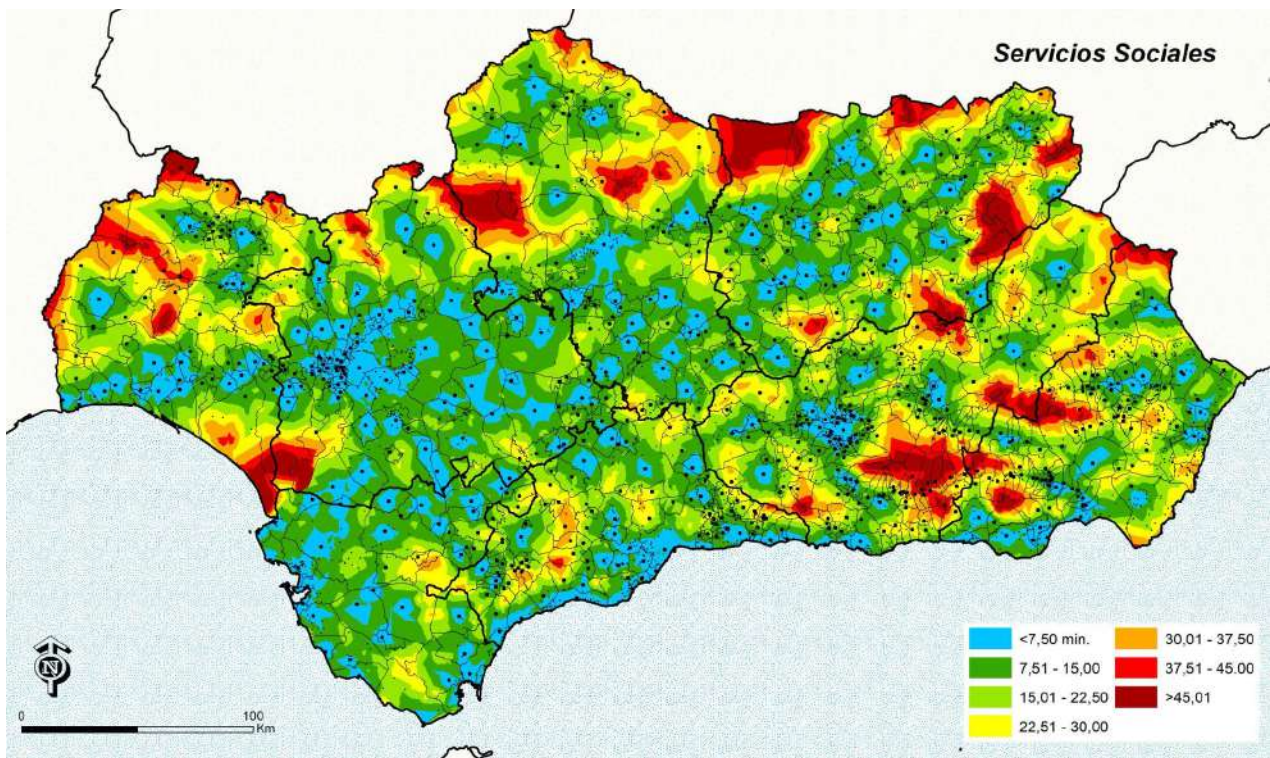 Servicios Sociales
<7,50 min.
7,51 - 15,00
15,01 - 22,50
22,51 - 30,00
30,01 - 37,50
37,51 - 45.00
>45,01
N
0 100
Km